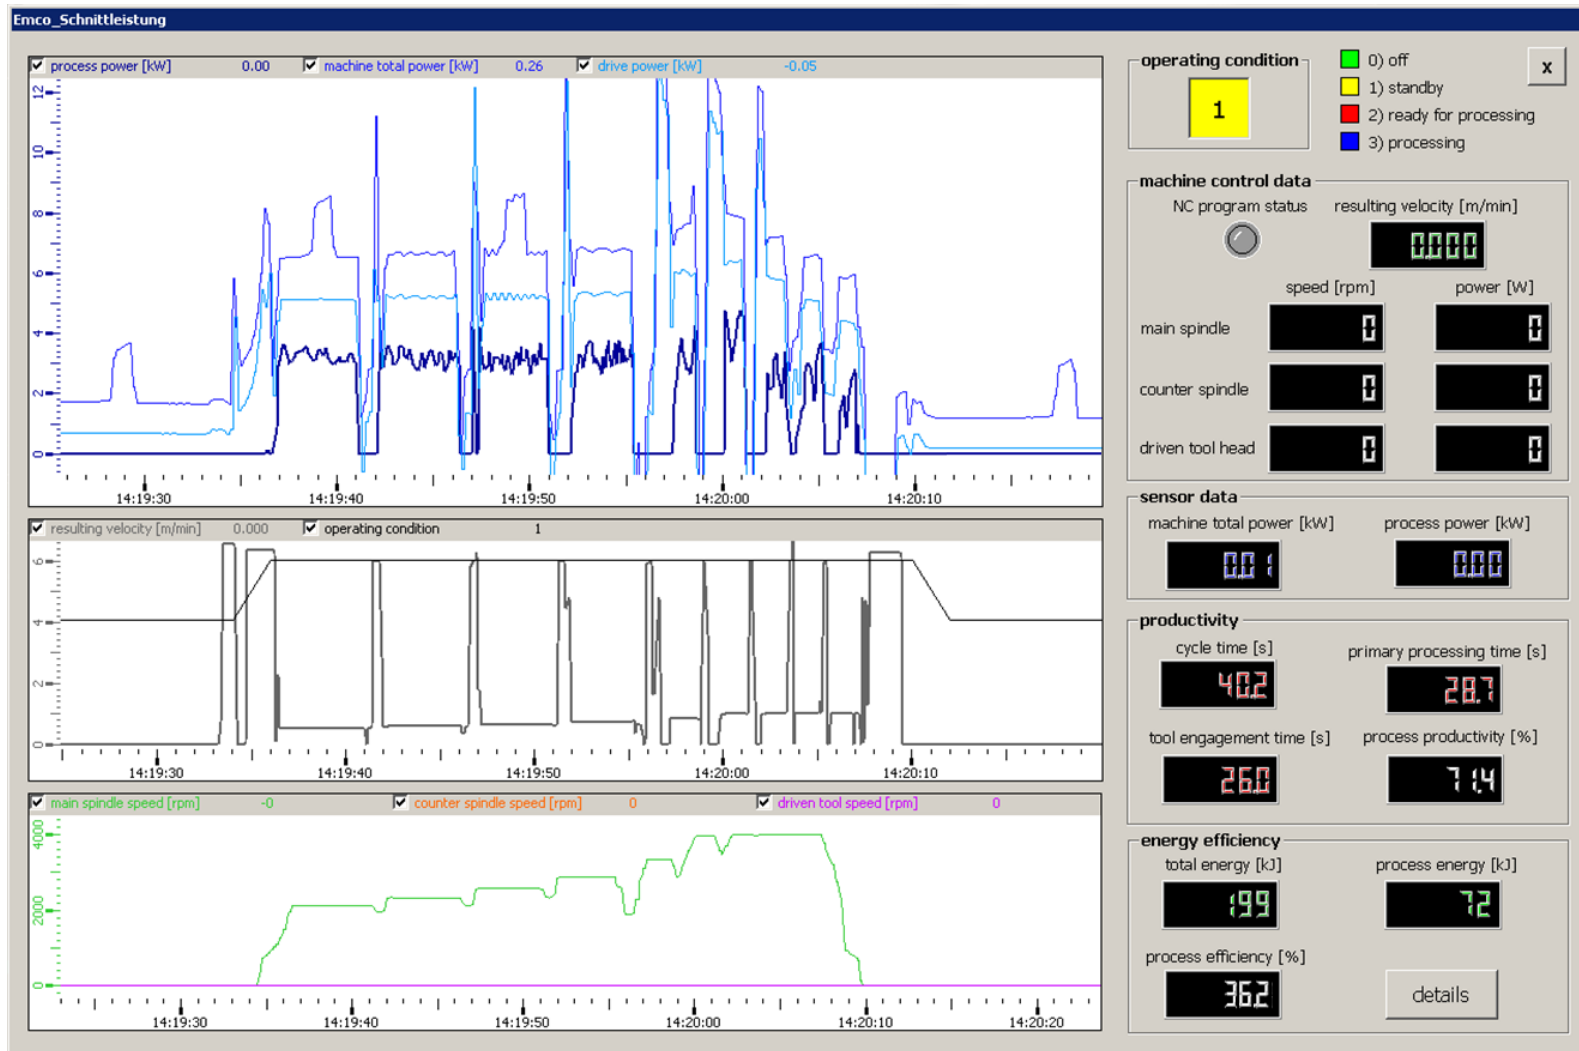 Emco_Schnittleistung
process power [kW] 0.00 machine total power [kW] 0.26 drive power [kW] -0.05
12
10
8
6
4
2
0
14:19:30 14:19:40 14:19:50 14:20:00 14:20:10
resulting velocity [m/min] 0.000 operating condition 1
6
4
2
0
14:19:30 14:19:40 14:19:50 14:20:00 14:20:10
main spindle speed [rpm] -0 counter spindle speed [rpm] 0 driven tool speed [rpm] 0
4000
2000
0
14:19:30 14:19:40 14:19:50 14:20:00 14:20:10 14:20:20
operating condition
1
0) off
1) standby
2) ready for processing
3) processing
x
machine control data
NC program status resulting velocity [m/min]
0.000
speed [rpm] power [W]
main spindle 0 0
counter spindle 0 0
driven tool head 0 0
sensor data
machine total power [kW] process power [kW]
0.01 0.00
productivity
cycle time [s] primary processing time [s]
40.2 28.7
tool engagement time [s] process productivity [%]
26.0 71.4
energy efficiency
total energy [kJ] process energy [kJ]
199 72
process efficiency [%]
36.2 details